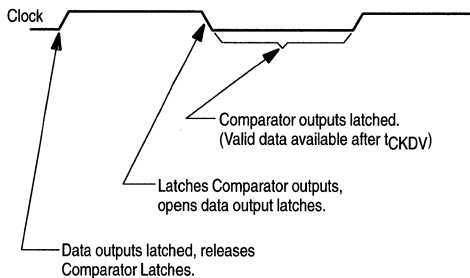 Clock
Comparator outputs latched.
(Valid data available after tCKDV)
Latches Comparator outputs,
opens data output latches.
Data outputs latched, releases
Comparator Latches.